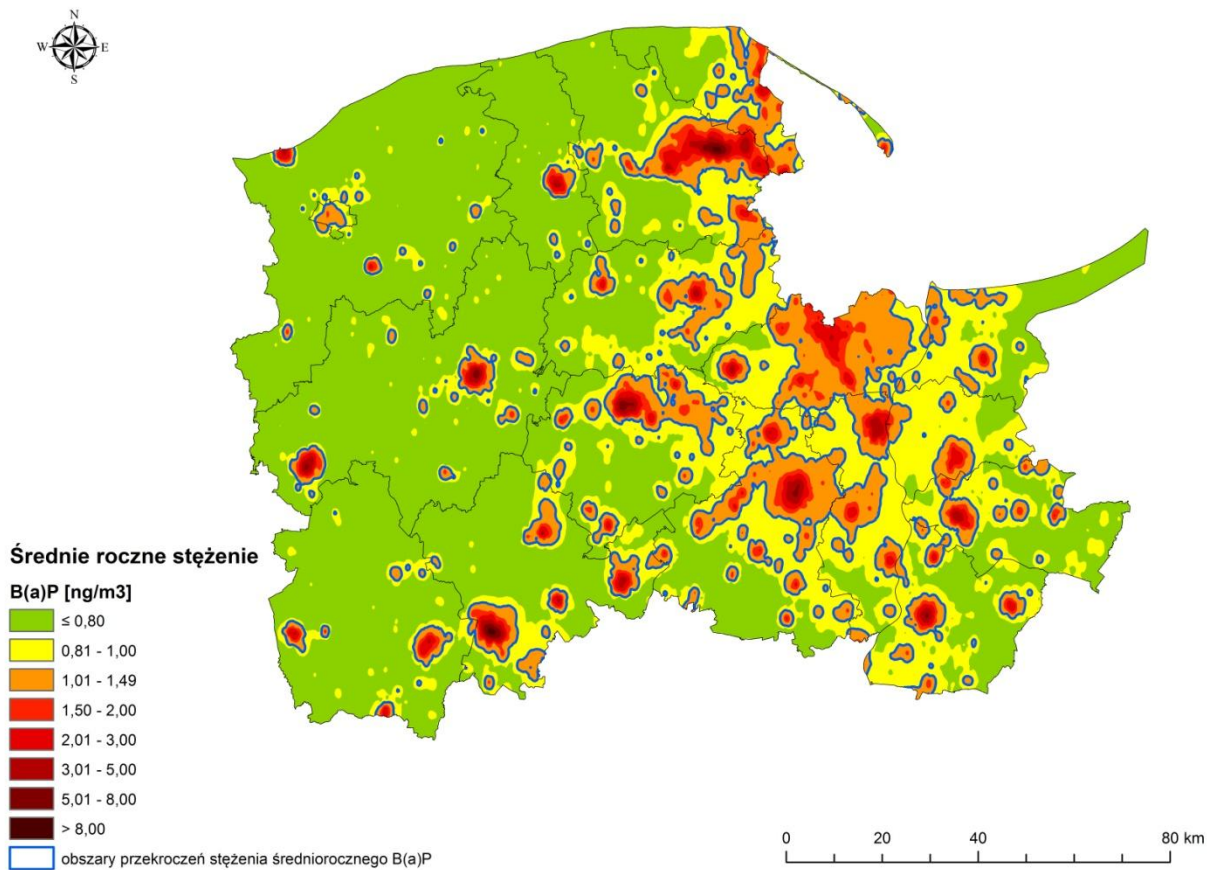 N
W E
S
Średnie roczne stężenie
B(a)P [ng/m3]
≤ 0,80
0,81 - 1,00
1,01 - 1,49
1,50 - 2,00
2,01 - 3,00
3,01 - 5,00
5,01 - 8,00
> 8,00
obszary przekroczeń stężenia średniorocznego B(a)P
0 20 40 80 km